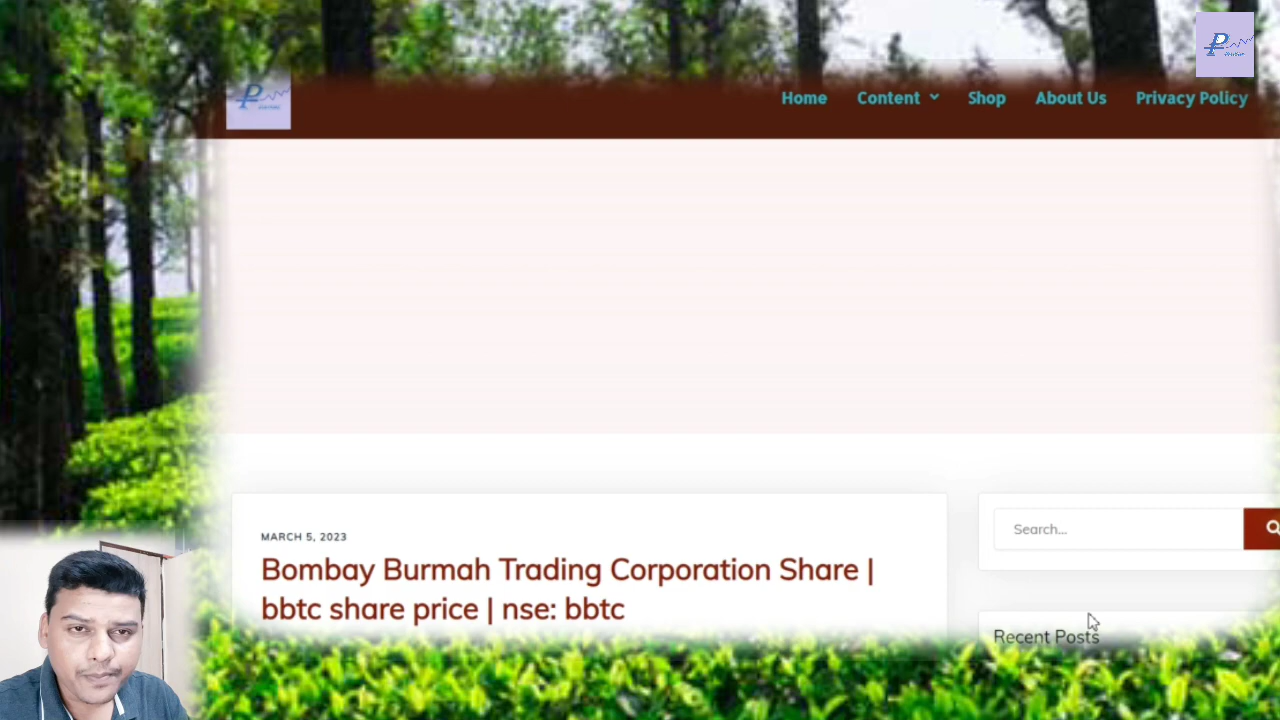 Home Content Shop About Us Privacy Policy
MARCH 5, 2023
Bombay Burmah Trading Corporation Share |
bbtc share price | nse: bbtc
Search...
Recent Posts